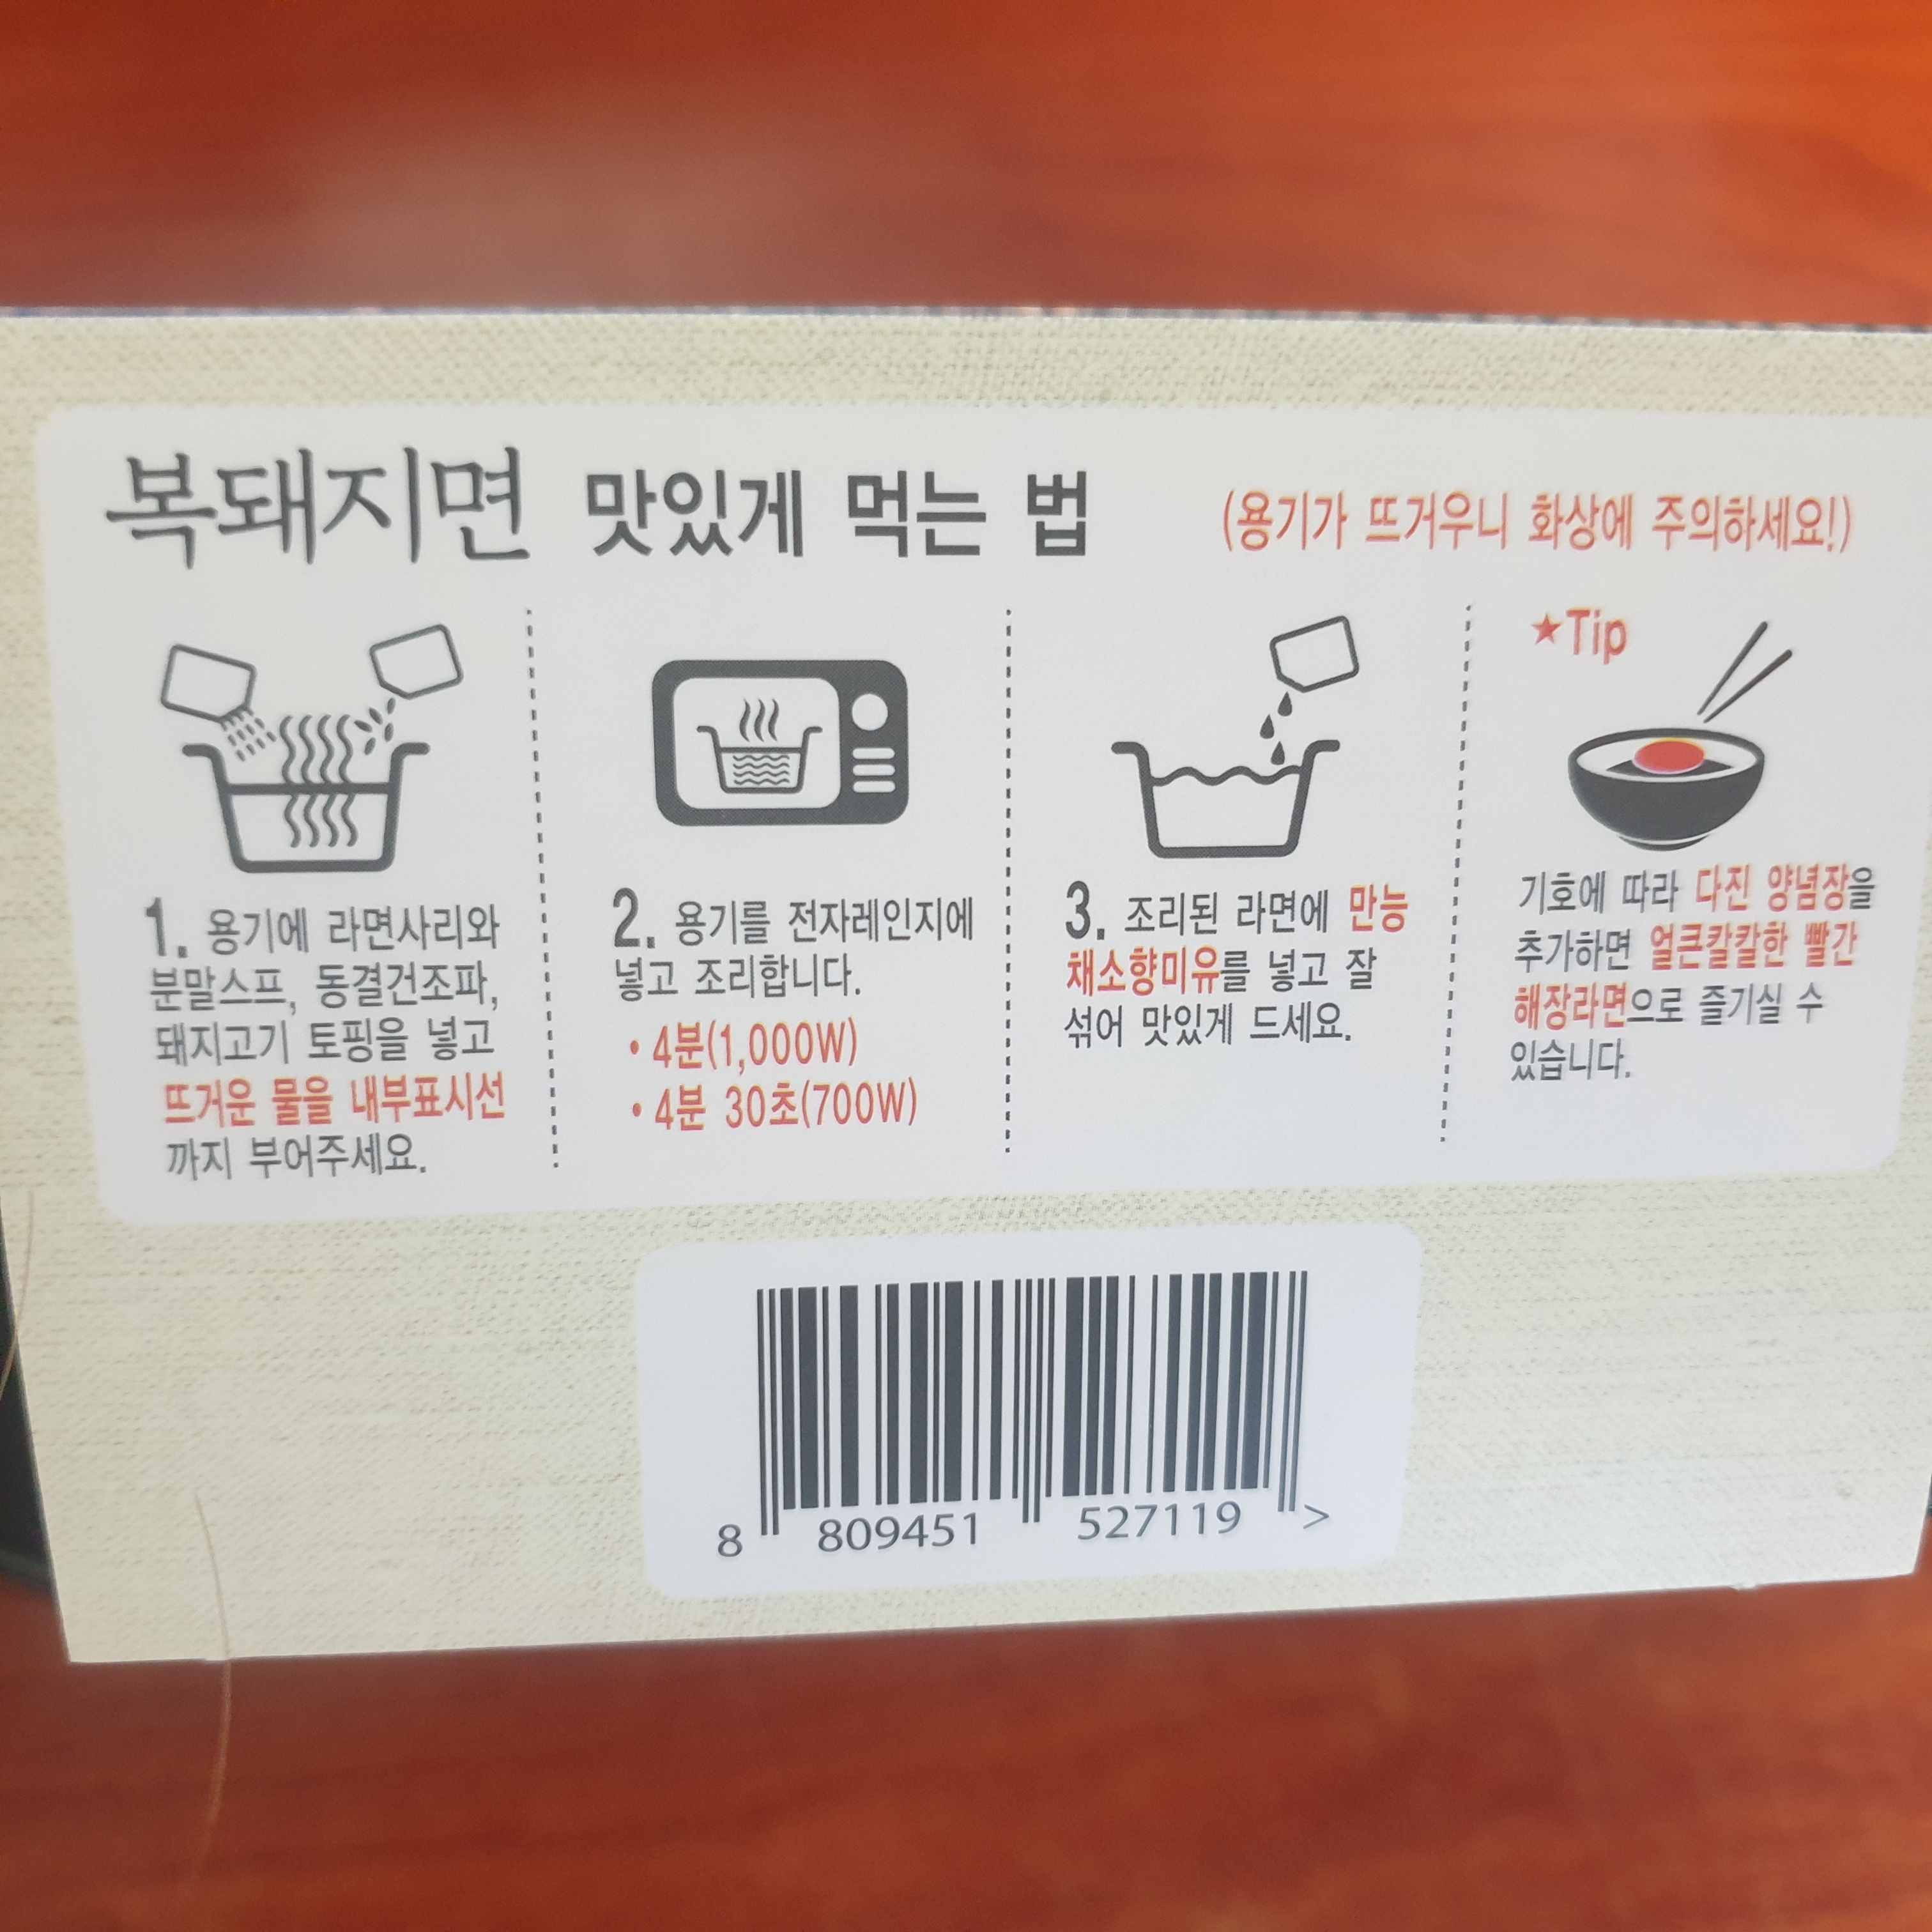 복돼지면 맛있게 먹는 법 (용기가 뜨거우니 화상에 주의하세요!)
1. 용기에 라면사리와
분말스프, 동결건조파,
돼지고기 토핑을 넣고
뜨거운 물을 내부표시선
까지 부어주세요.
2. 용기를 전자레인지에
넣고 조리합니다.
• 4분(1,000W)
• 4분 30초(700W)
3. 조리된 라면에 만능
채소향미유를 넣고 잘
섞어 맛있게 드세요.
★Tip
기호에 따라 다진 양념장을
추가하면 얼큰칼칼한 빨간
해장라면으로 즐기실 수
있습니다.
8 809451 527119 >